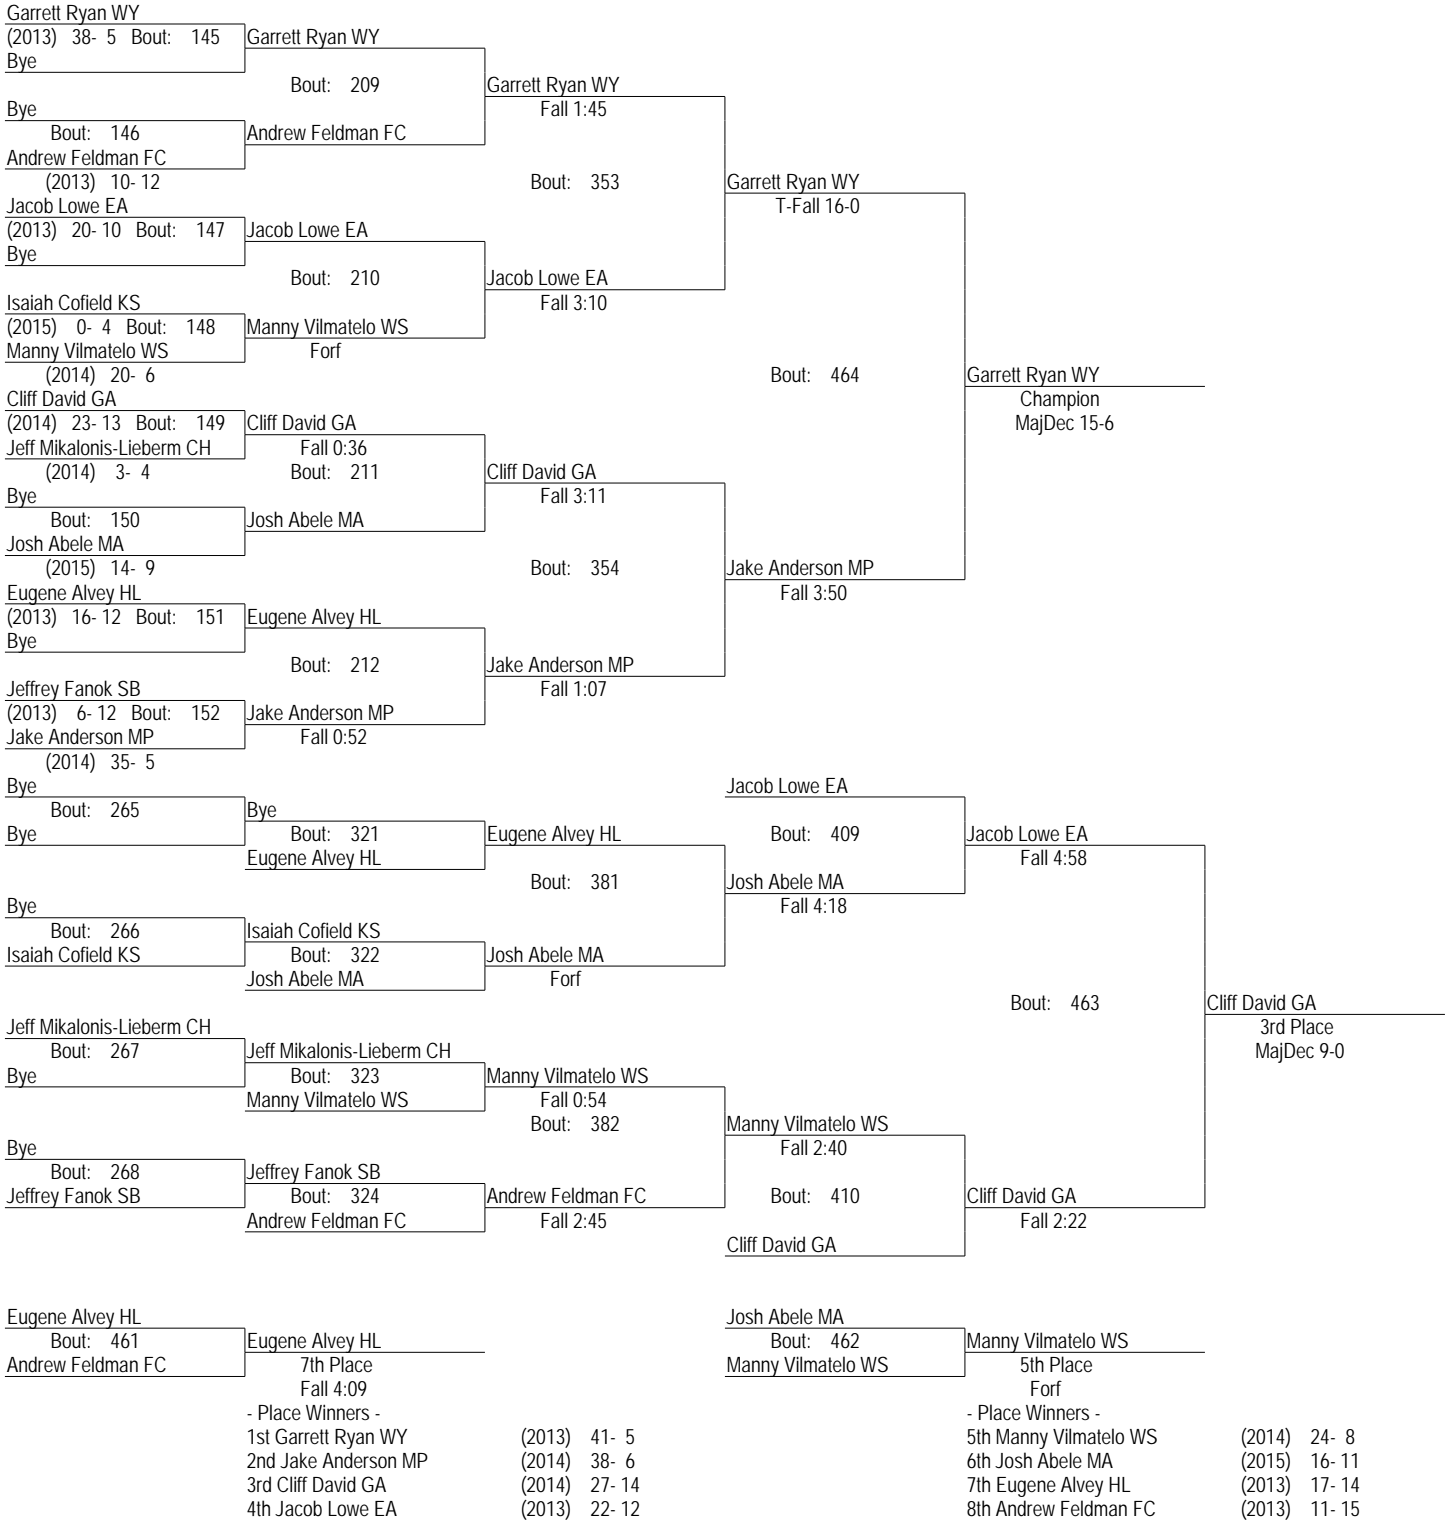 Garrett Ryan WY
(2013) 38- 5 Bout: 145 Garrett Ryan WY
Bye
Bout: 209 Garrett Ryan WY
Bye Fall 1:45
Bout: 146 Andrew Feldman FC
Andrew Feldman FC
(2013) 10- 12 Bout: 353 Garrett Ryan WY
Jacob Lowe EA T-Fall 16-0
(2013) 20- 10 Bout: 147 Jacob Lowe EA
Bye
Bout: 210 Jacob Lowe EA
Isaiah Cofield KS Fall 3:10
(2015) 0- 4 Bout: 148 Manny Vilmatelo WS
Manny Vilmatelo WS Forf
(2014) 20- 6 Bout: 464 Garrett Ryan WY
Cliff David GA Champion
(2014) 23- 13 Bout: 149 Cliff David GA MajDec 15-6
Jeff Mikalonis-Lieberm CH Fall 0:36
(2014) 3- 4 Bout: 211 Cliff David GA
Bye Fall 3:11
Bout: 150 Josh Abele MA
Josh Abele MA
(2015) 14- 9 Bout: 354 Jake Anderson MP
Eugene Alvey HL Fall 3:50
(2013) 16- 12 Bout: 151 Eugene Alvey HL
Bye
Bout: 212 Jake Anderson MP
Jeffrey Fanok SB Fall 1:07
(2013) 6- 12 Bout: 152 Jake Anderson MP
Jake Anderson MP Fall 0:52
(2014) 35- 5
Bye Jacob Lowe EA
Bout: 265 Bye
Bye Bout: 321 Eugene Alvey HL Bout: 409 Jacob Lowe EA
Eugene Alvey HL Fall 4:58
Bout: 381 Josh Abele MA
Bye Fall 4:18
Bout: 266 Isaiah Cofield KS
Isaiah Cofield KS Bout: 322 Josh Abele MA
Josh Abele MA Forf
Bout: 463 Cliff David GA
Jeff Mikalonis-Lieberm CH 3rd Place
Bout: 267 Jeff Mikalonis-Lieberm CH MajDec 9-0
Bye Bout: 323 Manny Vilmatelo WS
Manny Vilmatelo WS Fall 0:54
Bout: 382 Manny Vilmatelo WS
Bye Fall 2:40
Bout: 268 Jeffrey Fanok SB
Jeffrey Fanok SB Bout: 324 Andrew Feldman FC Bout: 410 Cliff David GA
Andrew Feldman FC Fall 2:45 Fall 2:22
Cliff David GA
Eugene Alvey HL Josh Abele MA
Bout: 461 Eugene Alvey HL Bout: 462 Manny Vilmatelo WS
Andrew Feldman FC 7th Place Manny Vilmatelo WS 5th Place
Fall 4:09 Forf
- Place Winners - - Place Winners -
1st Garrett Ryan WY (2013) 41- 5 5th Manny Vilmatelo WS (2014) 24- 8
2nd Jake Anderson MP (2014) 38- 6 6th Josh Abele MA (2015) 16- 11
3rd Cliff David GA (2014) 27- 14 7th Eugene Alvey HL (2013) 17- 14
4th Jacob Lowe EA (2013) 22- 12 8th Andrew Feldman FC (2013) 11- 15